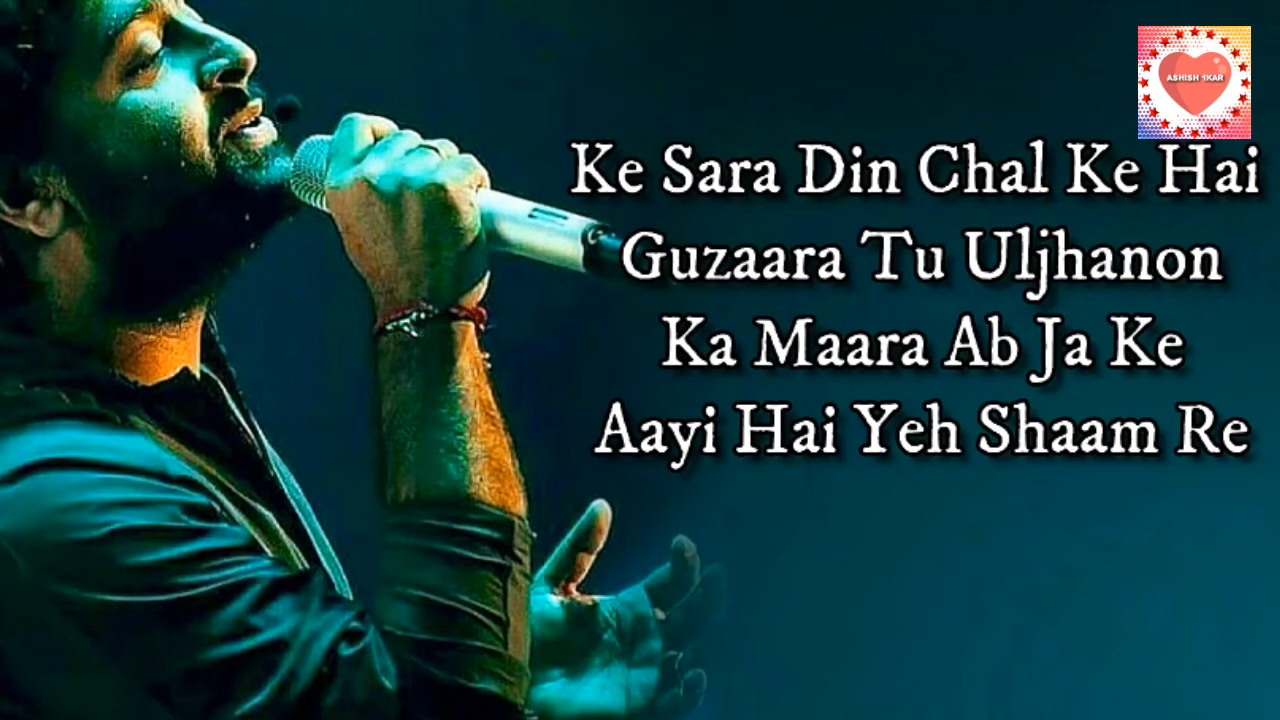 ASHISH 1KAR
Ke Sara Din Chal Ke Hai
Guzaara Tu Uljhanon
Ka Maara Ab Ja Ke
Aayi Hai Yeh Shaam Re